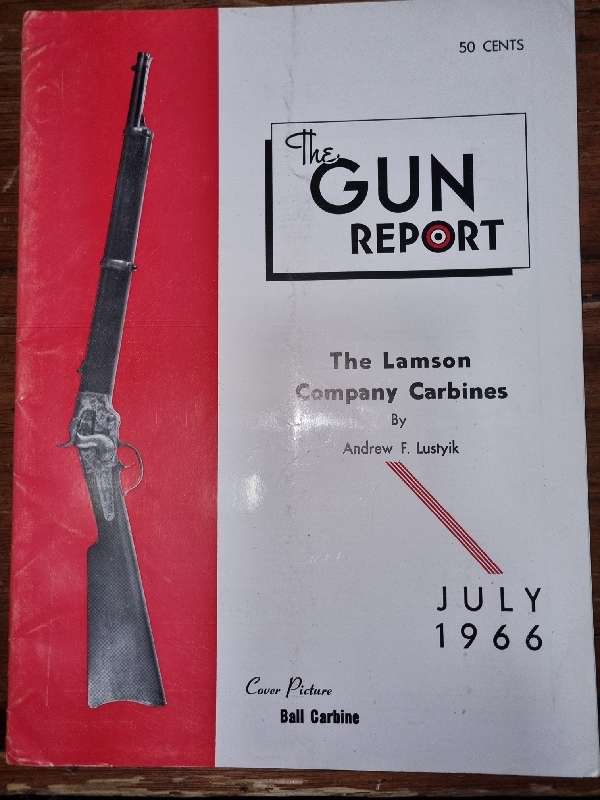 50 CENTS
The
GUN
REPORT
The Lamson
Company Carbines
By
Andrew F. Lustyik
JULY
1966
Cover Picture
Ball Carbine